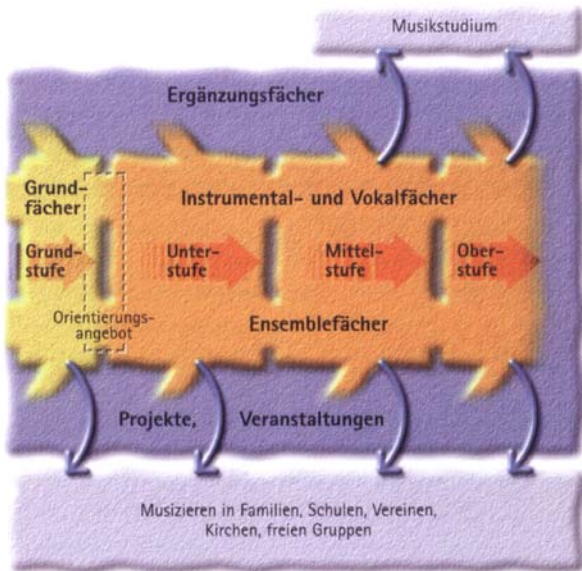 Musikstudium
Ergänzungsfächer
Grund-
fächer
Instrumental- und Vokalfächer
Grund-
stufe
Unter-
stufe
Mittel-
stufe
Ober-
stufe
Orientierungs-
angebot
Ensemblefächer
Projekte, Veranstaltungen
Musizieren in Familien, Schulen, Vereinen,
Kirchen, freien Gruppen